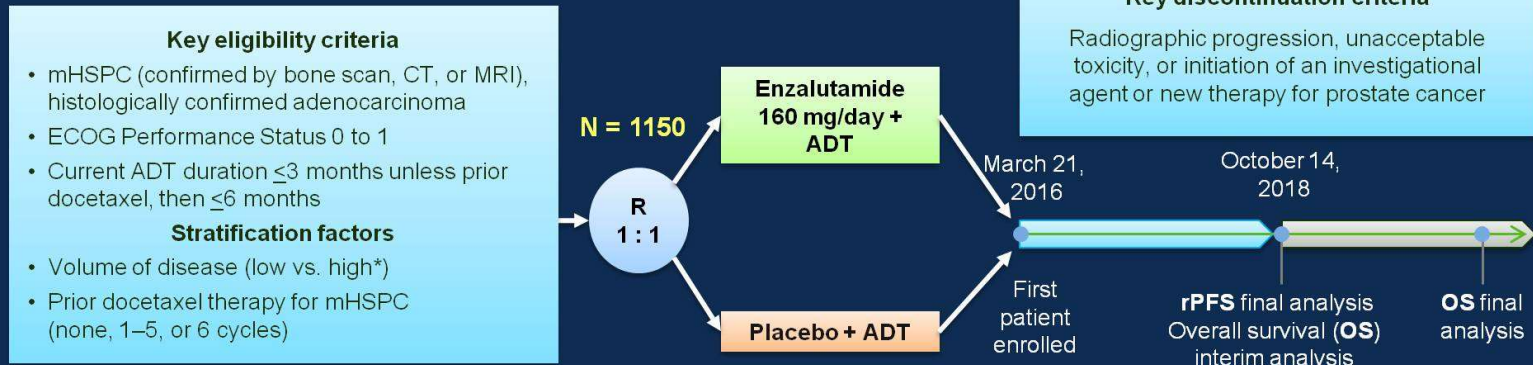 Key eligibility criteria
• mHSPC (confirmed by bone scan, CT, or MRI),
histologically confirmed adenocarcinoma
• ECOG Performance Status 0 to 1
• Current ADT duration ≤3 months unless prior
docetaxel, then ≤6 months
Stratification factors
• Volume of disease (low vs. high*)
• Prior docetaxel therapy for mHSPC
(none, 1–5, or 6 cycles)
N = 1150
R
1 : 1
Enzalutamide
160 mg/day +
ADT
Placebo + ADT
Key discontinuation criteria
Radiographic progression, unacceptable
toxicity, or initiation of an investigational
agent or new therapy for prostate cancer
March 21,
2016
October 14,
2018
First
patient
enrolled
rPFS final analysis
Overall survival (OS)
interim analysis
OS final
analysis